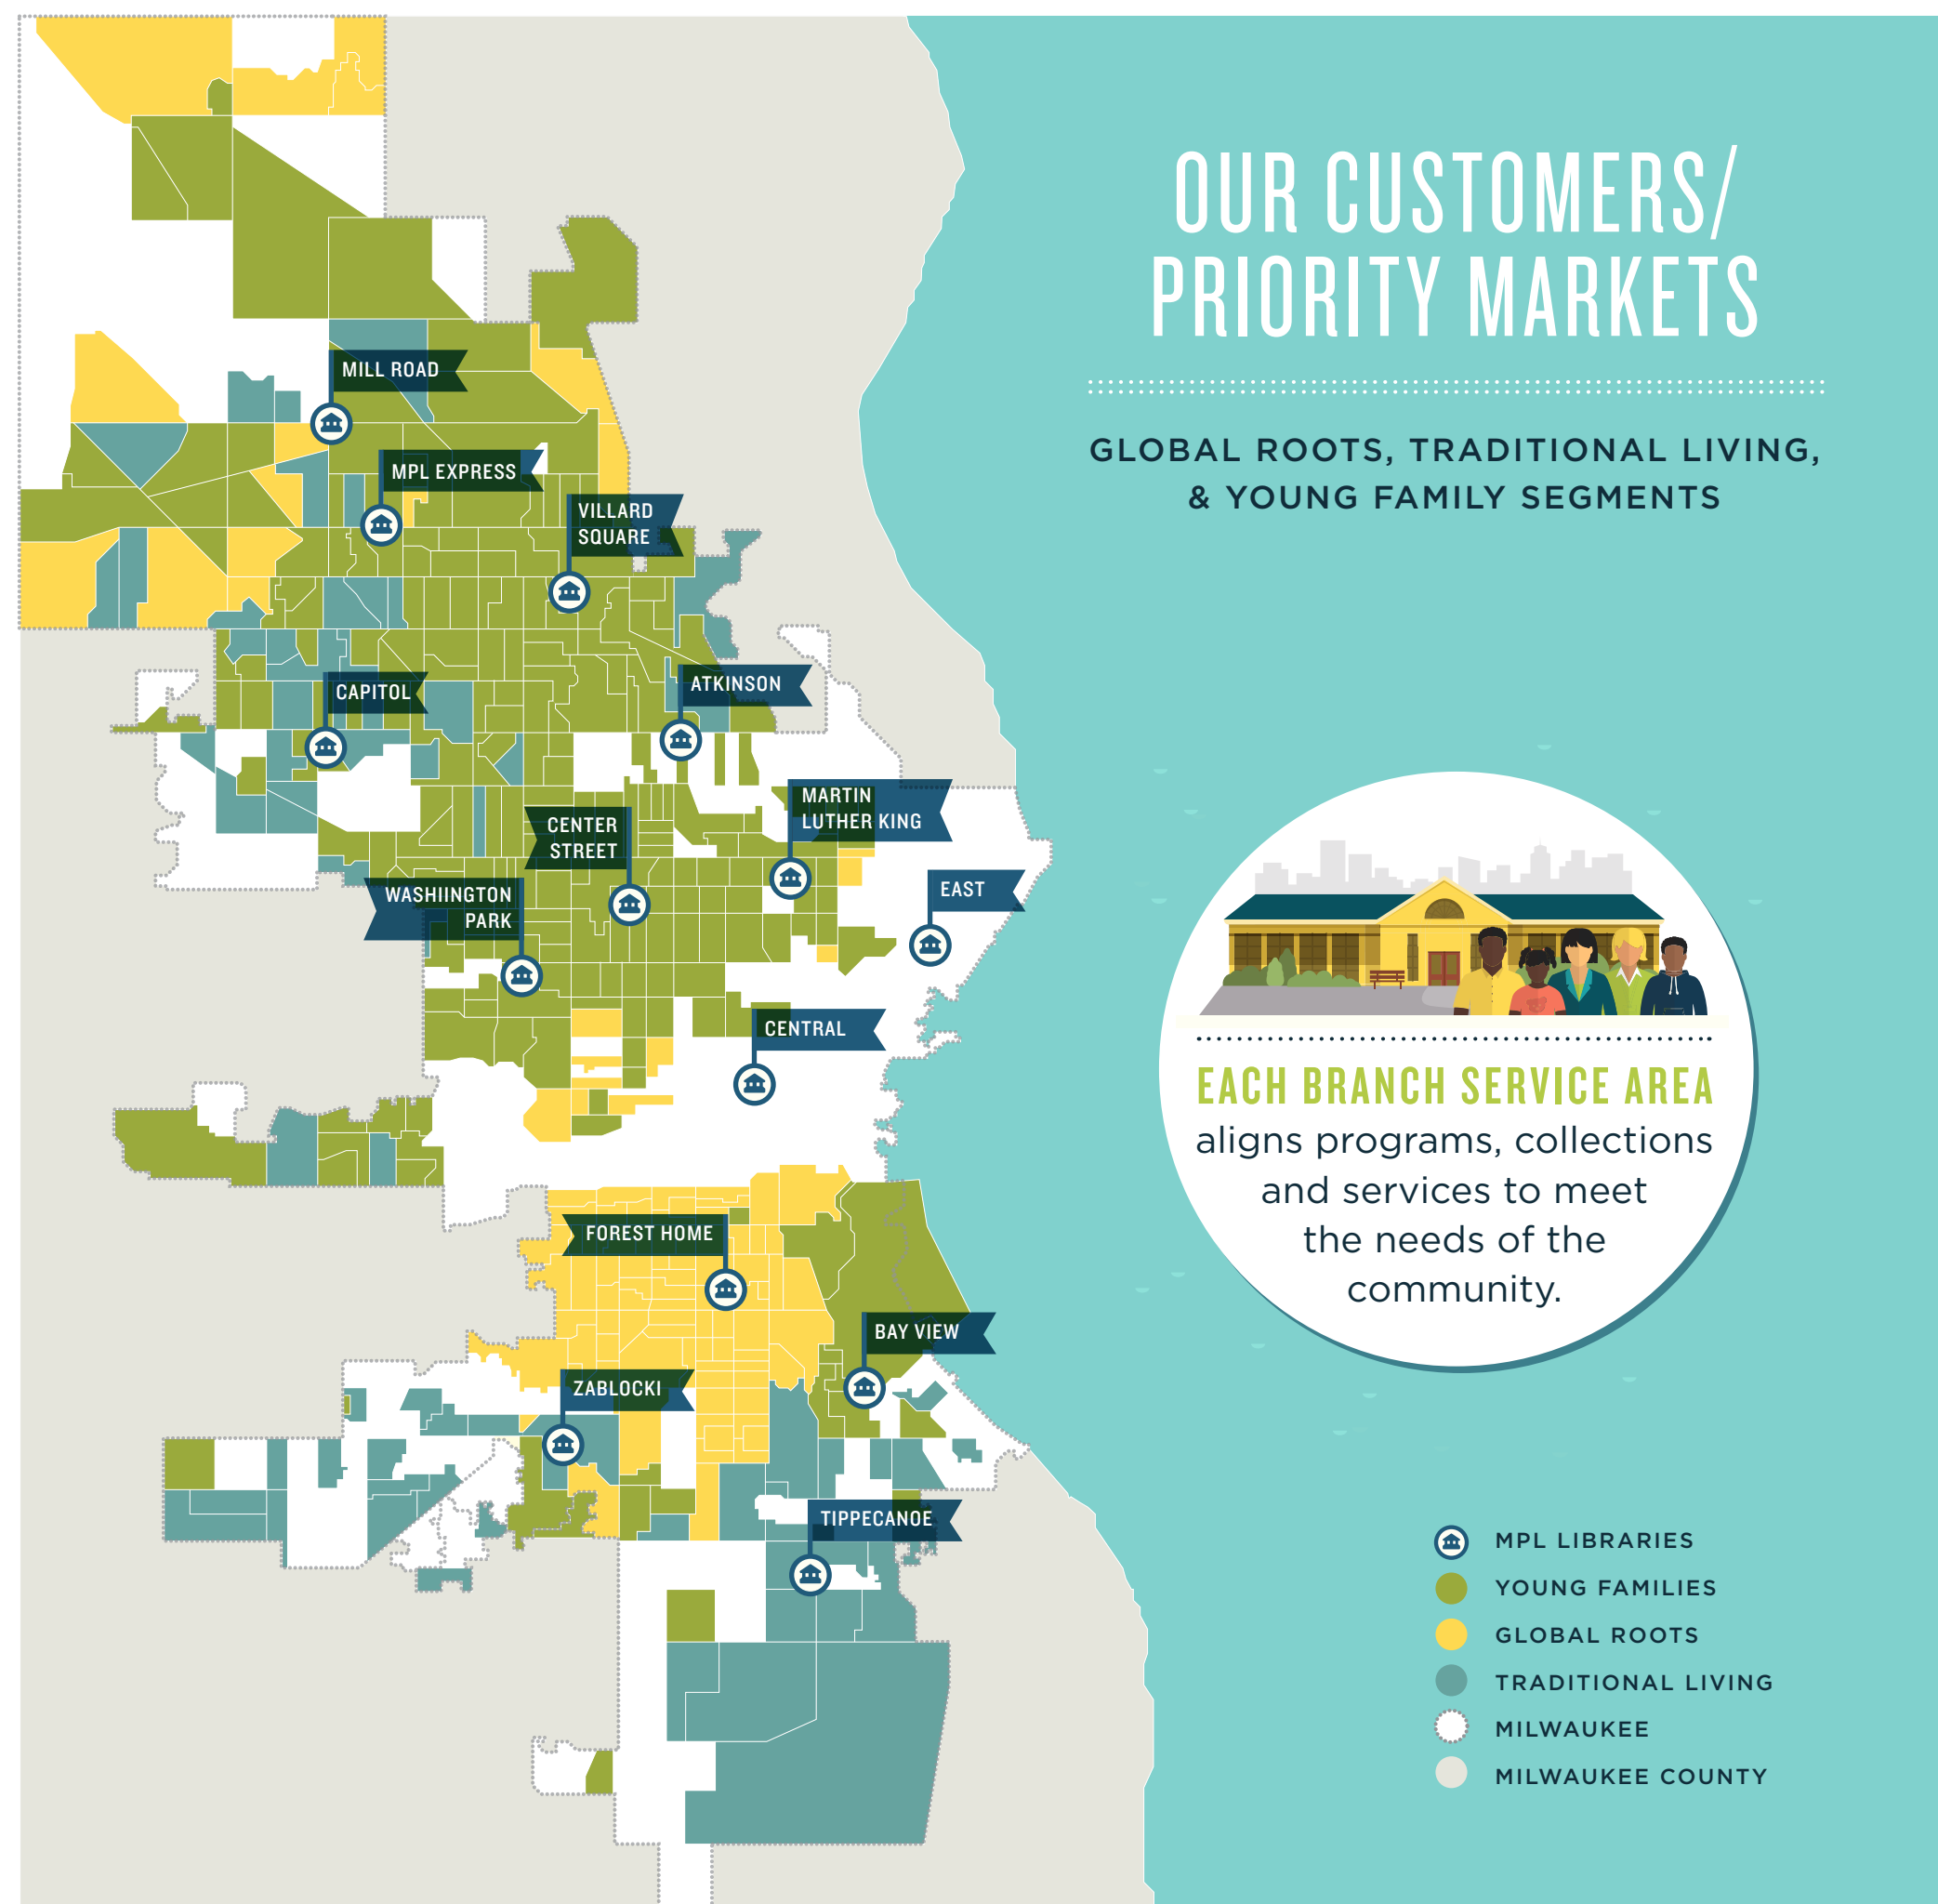 OUR CUSTOMERS/
PRIORITY MARKETS
GLOBAL ROOTS, TRADITIONAL LIVING,
& YOUNG FAMILY SEGMENTS
MILL ROAD
MPL EXPRESS
VILLARD
SQUARE
CAPITOL
ATKINSON
MARTIN
LUTHER KING
CENTER
STREET
WASHIINGTON
PARK
EAST
CENTRAL
FOREST HOME
BAY VIEW
ZABLOCKI
TIPPECANOE
EACH BRANCH SERVICE AREA
aligns programs, collections
and services to meet
the needs of the
community.
MPL LIBRARIES
YOUNG FAMILIES
GLOBAL ROOTS
TRADITIONAL LIVING
MILWAUKEE
MILWAUKEE COUNTY